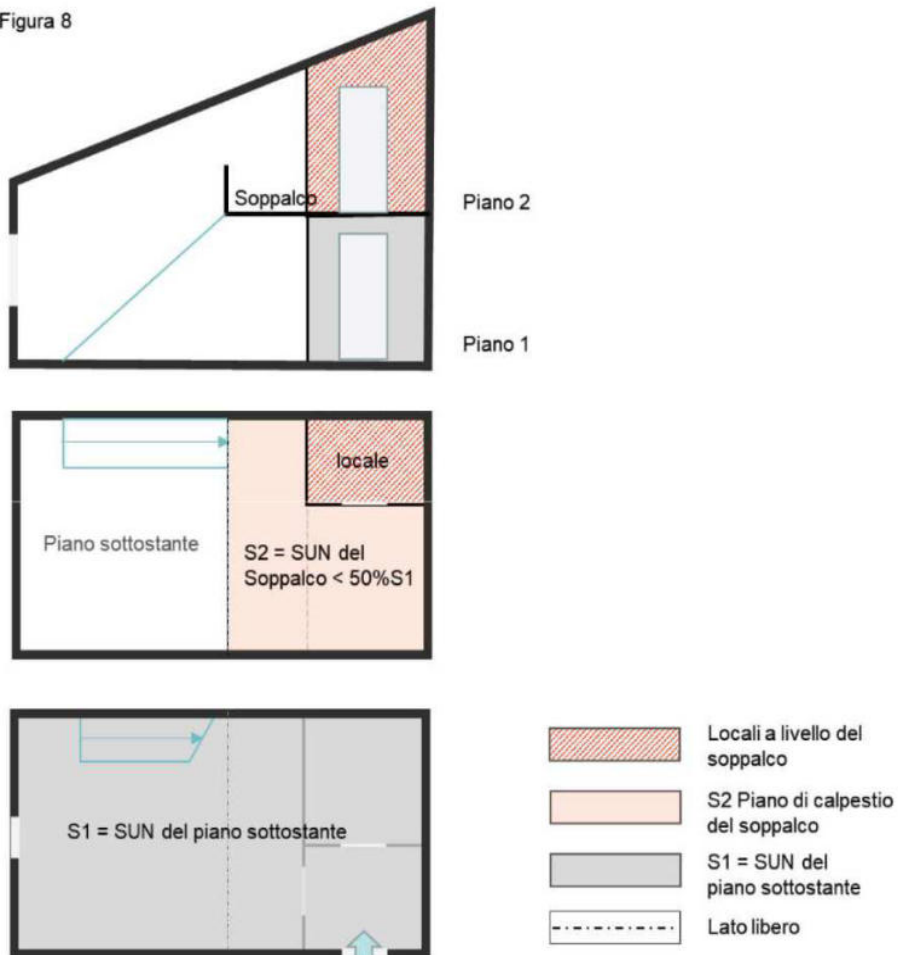 Figura 8
Soppalco
Piano 2
Piano 1
locale
Piano sottostante
S2 = SUN del
Soppalco < 50%S1
S1 = SUN del piano sottostante
Locali a livello del
soppalco
S2 Piano di calpestio
del soppalco
S1 = SUN del
piano sottostante
Lato libero